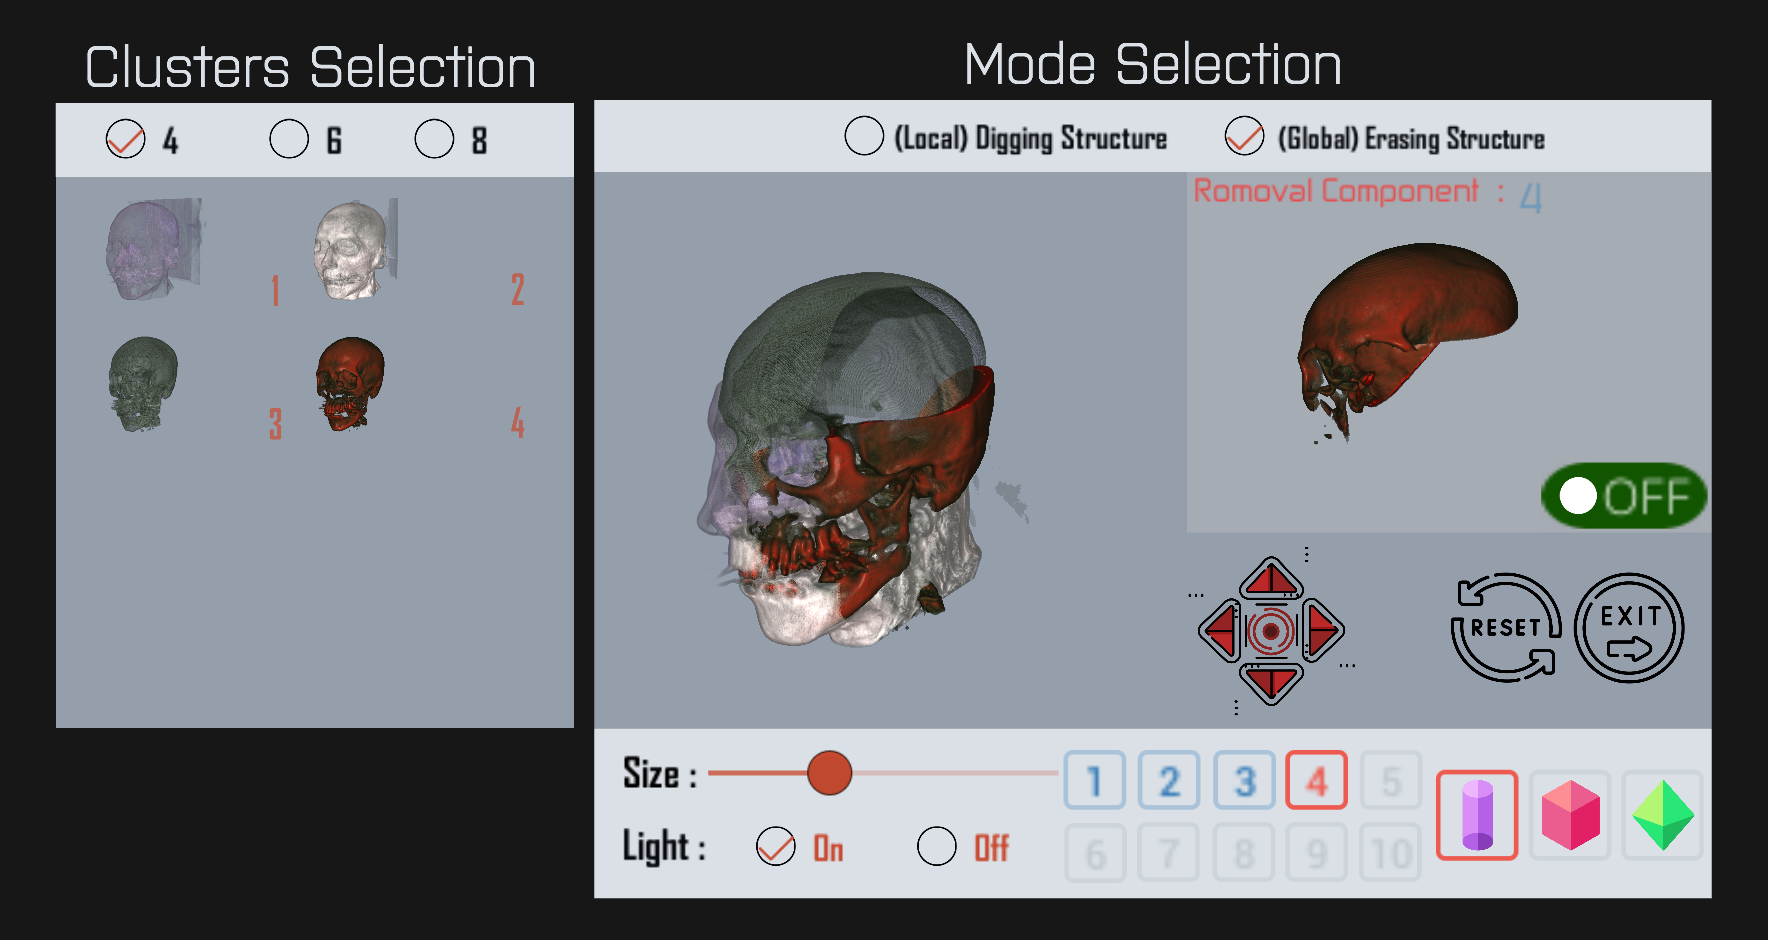 Clusters Selection
4 6 8
1 2
3 4
Mode Selection
(Local) Digging Structure (Global) Erasing Structure
Romoval Component : 4
OFF
RESET
EXIT
Size :
1 2 3 4 5
Light : On Off
6 7 8 9 10